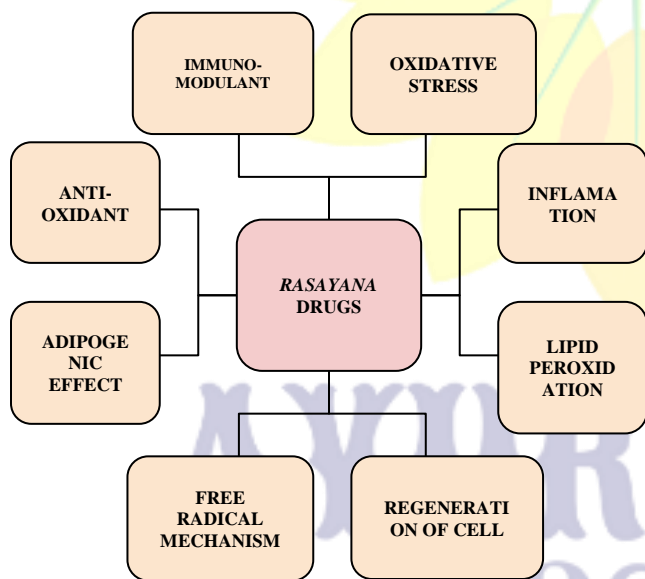 IMMUNO-
MODULANT
OXIDATIVE
STRESS
ANTI-
OXIDANT
INFLAMA
TION
RASAYANA
DRUGS
ADIPOGE
NIC
EFFECT
LIPID
PEROXID
ATION
FREE
RADICAL
MECHANISM
REGENERATI
ON OF CELL